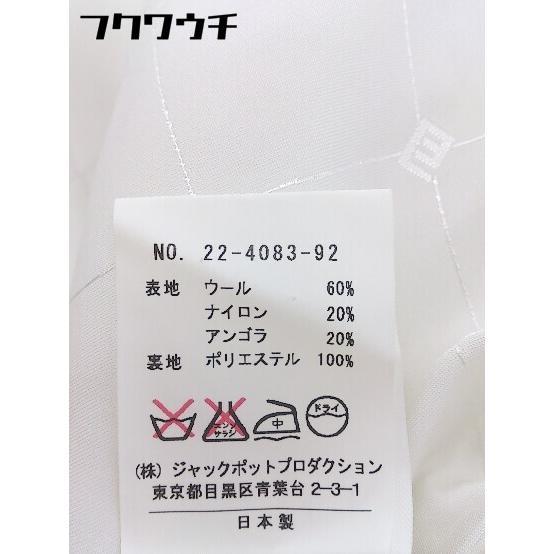 フクワウチ
NO. 22-4083-92
表地 ウール 60%
ナイロン 20%
アンゴラ 20%
裏地 ポリエステル 100%
エンソ
サラシ
中
ドライ
(株) ジャックポットプロダクション
東京都目黒区青葉台2-3-1
日本製